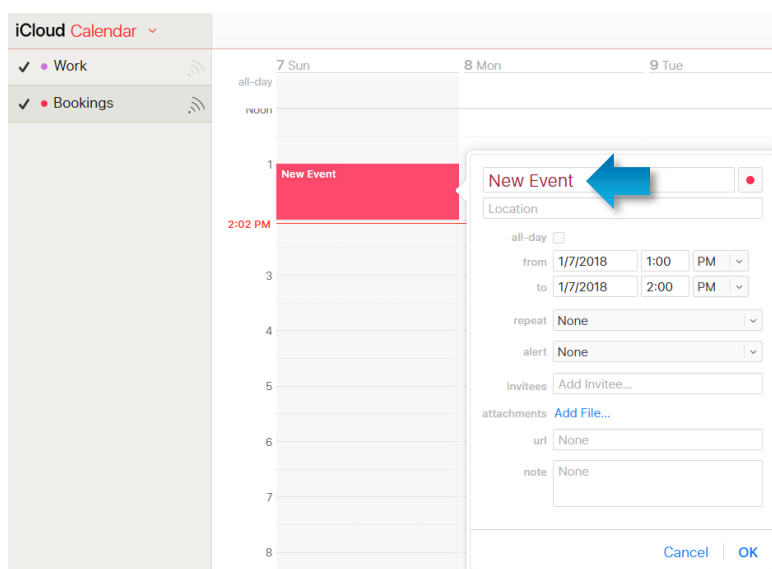 iCloud Calendar
Work
Bookings
7 Sun 8 Mon 9 Tue
all-day
Noon
1
New Event
2:02 PM
3
4
5
6
7
8
New Event
Location
all-day
from 1/7/2018 1:00 PM
to 1/7/2018 2:00 PM
repeat None
alert None
invitees Add Invitee...
attachments Add File...
url None
note None
Cancel OK